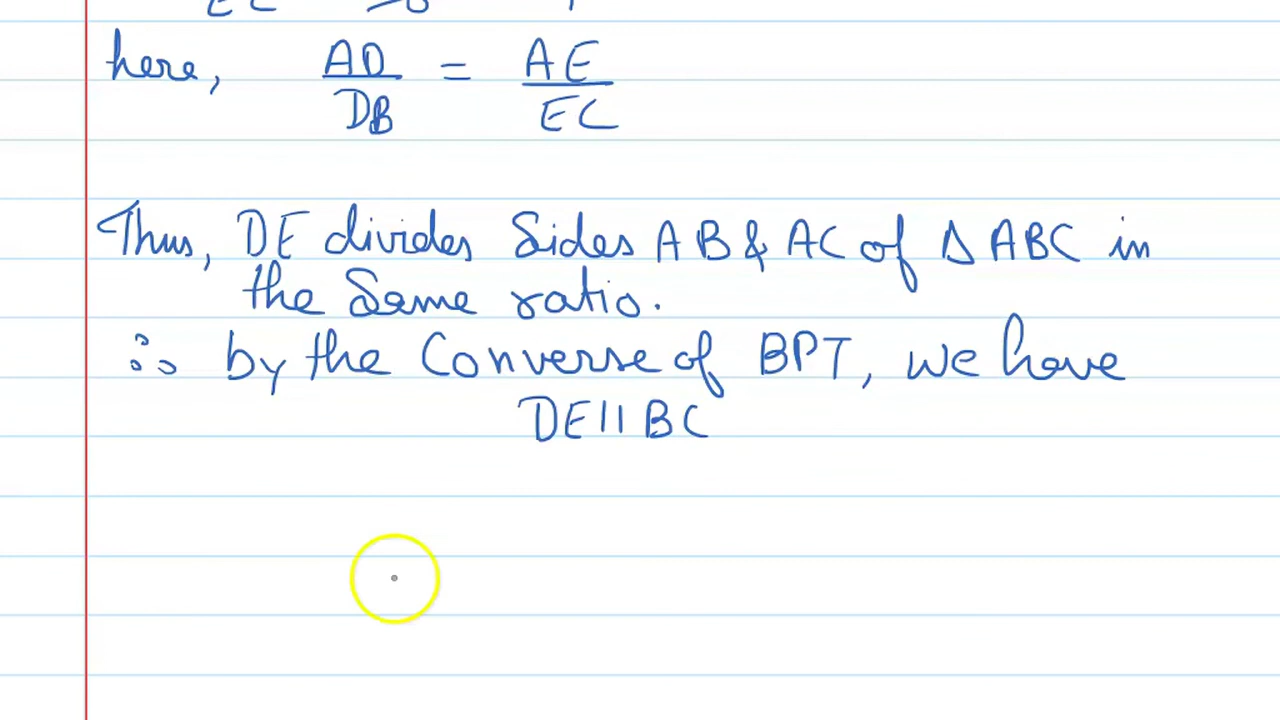 here, AD/DB = AE/EC
Thus, DE divides Sides AB & AC of Δ ABC in
the Same ratio.
∴ by the Converse of BPT, we have
DE || BC